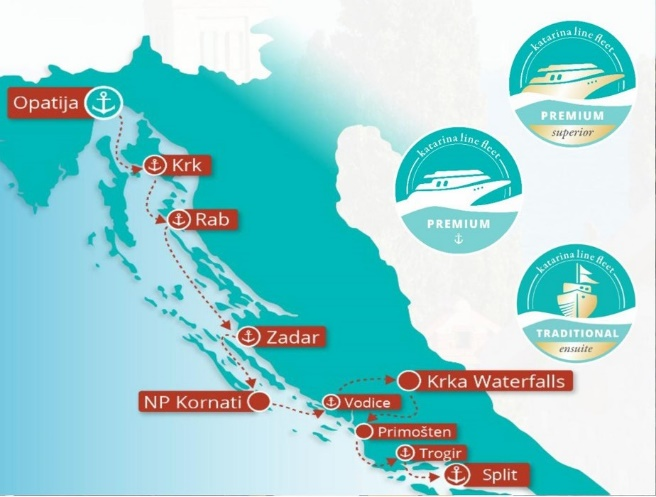 katarina line fleet
PREMIUM
superior
Opatija
katarina line fleet
PREMIUM
Krk
Rab
katarina line fleet
TRADITIONAL
ensuite
Zadar
Krka Waterfalls
NP Kornati
Vodice
Primošten
Trogir
Split